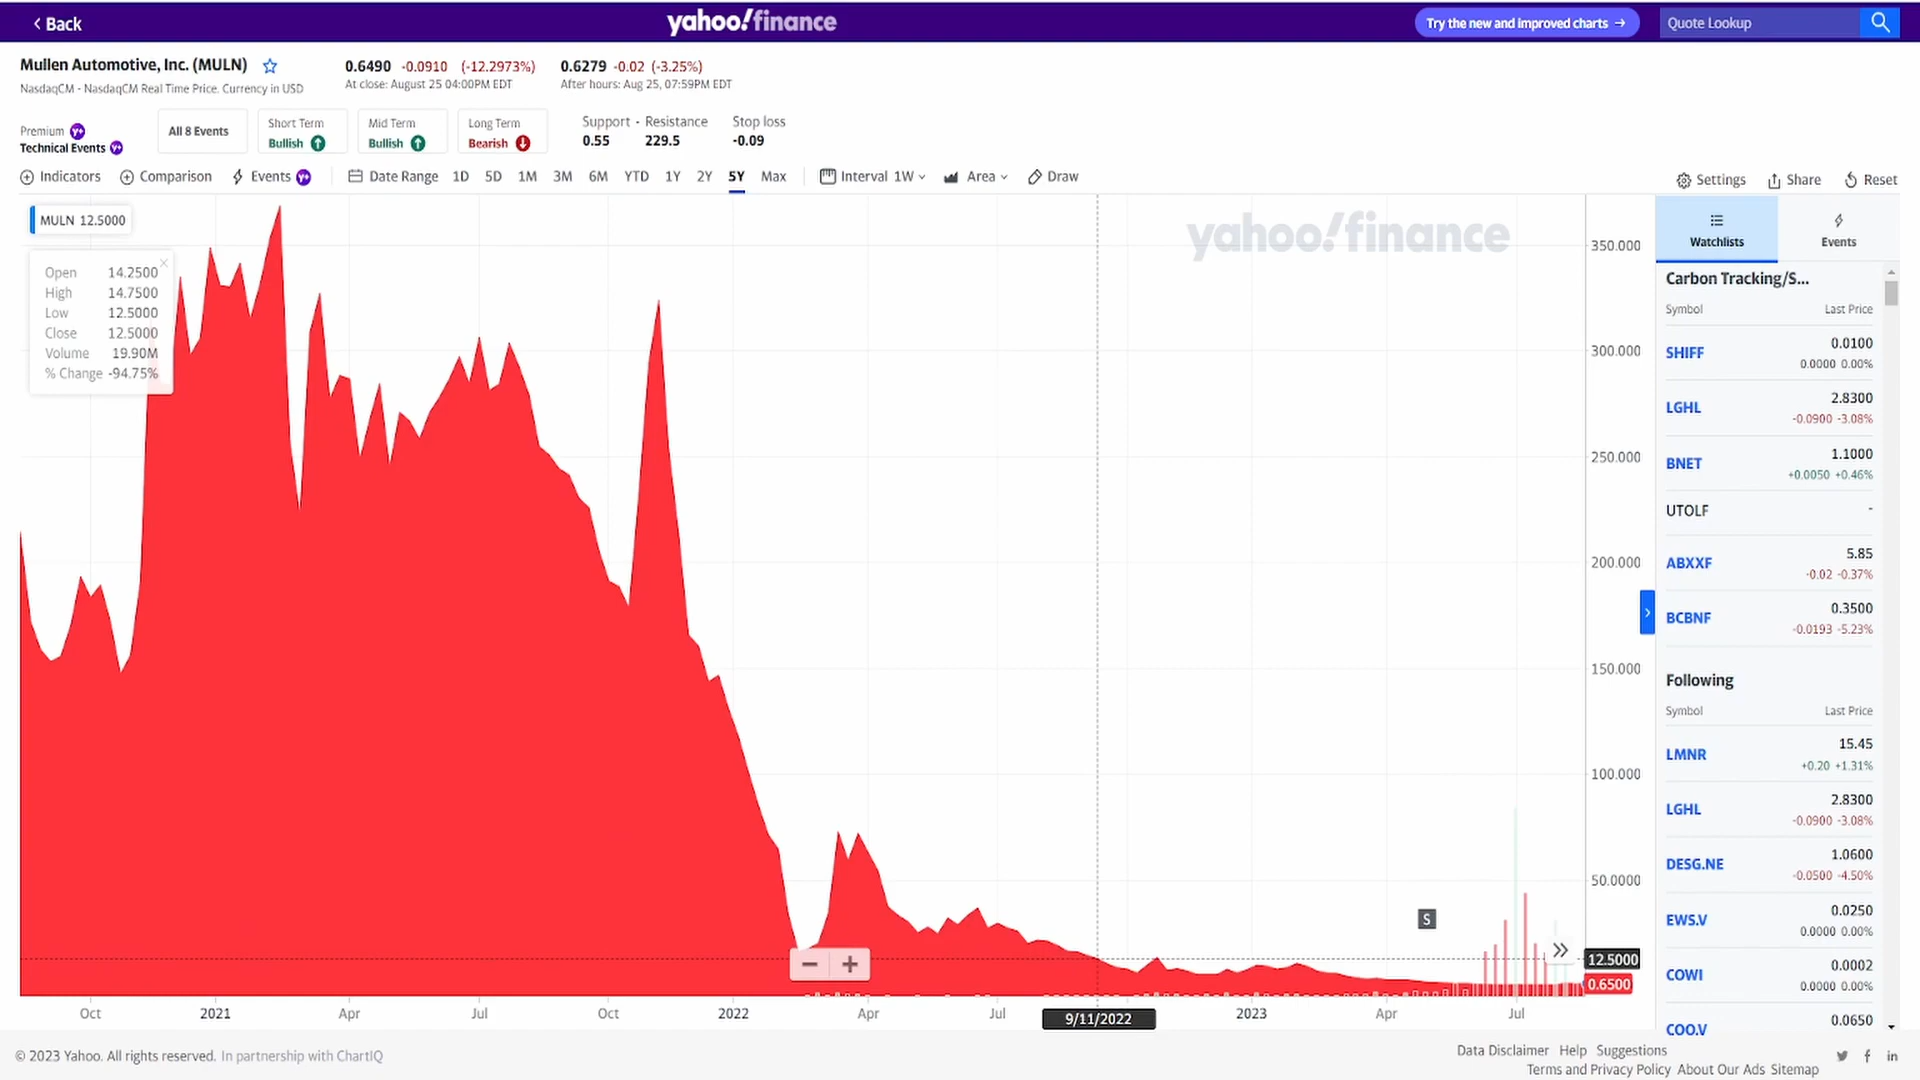 Back
yahoo!finance
Try the new and improved charts →
Quote Lookup
Mullen Automotive, Inc. (MULN)
NasdaqCM - NasdaqCM Real Time Price. Currency in USD
0.6490 -0.0910 (-12.2973%)
At close: August 25 04:00PM EDT
0.6279 -0.02 (-3.25%)
After hours: Aug 25, 07:59PM EDT
Premium Y+
Technical Events Y+
All 8 Events
Short Term
Bullish
Mid Term
Bullish
Long Term
Bearish
Support - Resistance
0.55 229.5
Stop loss
-0.09
Indicators Comparison Events Y+ Date Range 1D 5D 1M 3M 6M YTD 1Y 2Y 5Y Max Interval 1W Area Draw
Settings Share Reset
MULN 12.5000
Open 14.2500
High 14.7500
Low 12.5000
Close 12.5000
Volume 19.90M
% Change -94.75%
yahoo!finance
350.000
300.000
250.000
200.000
150.000
100.000
50.0000
S
12.5000
0.6500
Oct 2021 Apr Jul Oct 2022 Apr Jul 9/11/2022 2023 Apr Jul
Watchlists
Events
Carbon Tracking/S...
Symbol Last Price
SHIFF 0.0100
0.0000 0.00%
LGHL 2.8300
-0.0900 -3.08%
BNET 1.1000
+0.0050 +0.46%
UTOLF -
ABXXF 5.85
-0.02 -0.37%
BCBNF 0.3500
-0.0193 -5.23%
Following
Symbol Last Price
LMNR 15.45
+0.20 +1.31%
LGHL 2.8300
-0.0900 -3.08%
DESG.NE 1.0600
-0.0500 -4.50%
EWS.V 0.0250
0.0000 0.00%
COWI 0.0002
0.0000 0.00%
COO.V 0.0650
© 2023 Yahoo. All rights reserved. In partnership with ChartIQ
Data Disclaimer Help Suggestions
Terms and Privacy Policy About Our Ads Sitemap